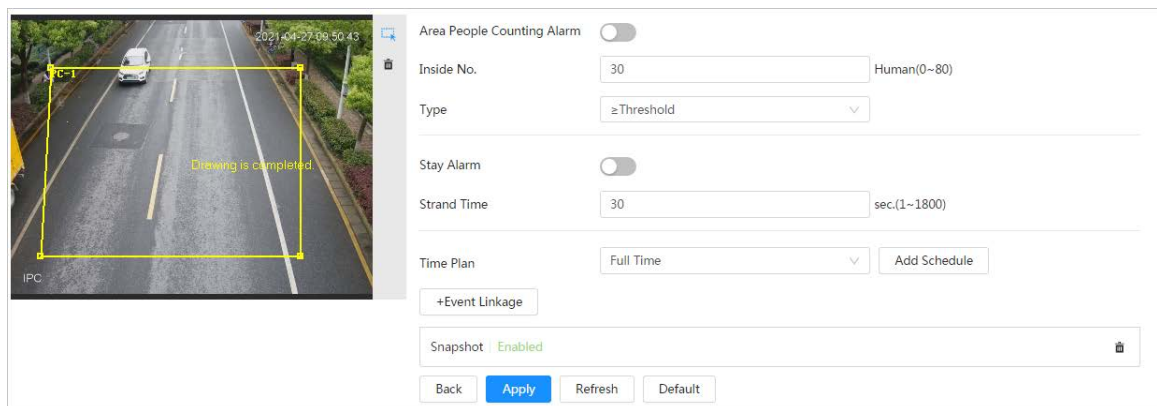 2021-04-27 09:50:43
PC-1
Drawing is completed.
IPC
Area People Counting Alarm
Inside No. 30 Human(0~80)
Type ≥Threshold
Stay Alarm
Strand Time 30 sec.(1~1800)
Time Plan Full Time Add Schedule
+Event Linkage
Snapshot Enabled
Back Apply Refresh Default